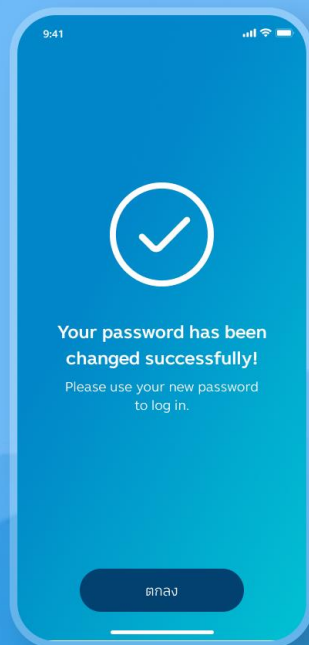 9:41
Your password has been
changed successfully!
Please use your new password
to log in.
ตกลง